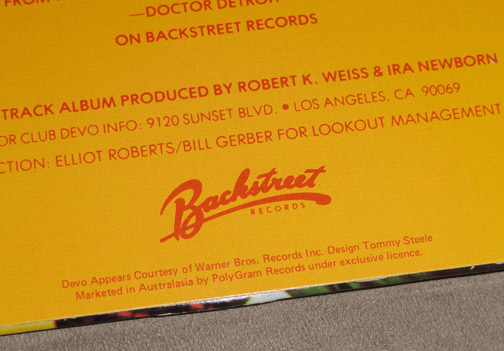 FROM
—DOCTOR DETROIT
ON BACKSTREET RECORDS
TRACK ALBUM PRODUCED BY ROBERT K. WEISS & IRA NEWBORN
OR CLUB DEVO INFO: 9120 SUNSET BLVD. • LOS ANGELES, CA 90069
CTION: ELLIOT ROBERTS/BILL GERBER FOR LOOKOUT MANAGEMENT
Backstreet
RECORDS
Devo Appears Courtesy of Warner Bros. Records Inc. Design Tommy Steele
Marketed in Australasia by PolyGram Records under exclusive licence.